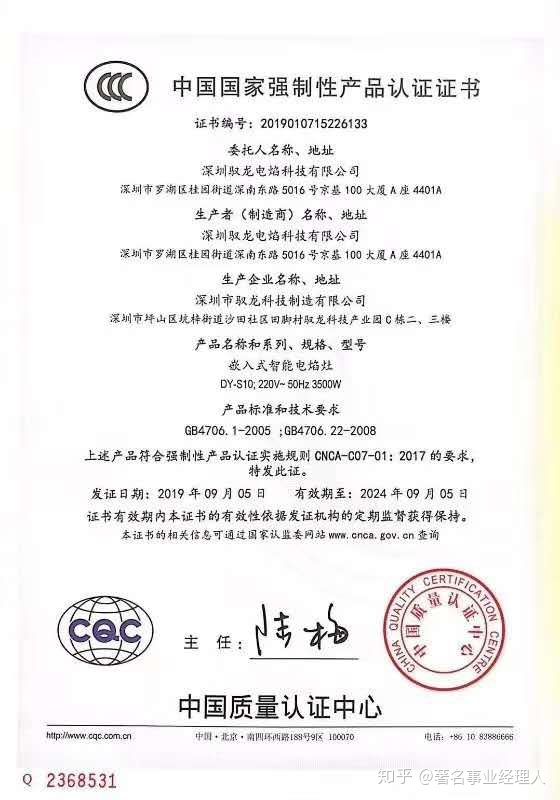 中国国家强制性产品认证证书
证书编号：2019010715226133
委托人名称、地址
深圳驭龙电焰科技有限公司
深圳市罗湖区桂园街道深南东路 5016 号京基 100 大厦 A 座 4401A
生产者（制造商）名称、地址
深圳驭龙电焰科技有限公司
深圳市罗湖区桂园街道深南东路 5016 号京基 100 大厦 A 座 4401A
生产企业名称、地址
深圳市驭龙科技制造有限公司
深圳市坪山区坑梓街道沙田社区田脚村驭龙科技产业园 C 栋二、三楼
产品名称和系列、规格、型号
嵌入式智能电焰灶
DY-S10; 220V~ 50Hz 3500W
产品标准和技术要求
GB4706.1-2005 ;GB4706.22-2008
上述产品符合强制性产品认证实施规则 CNCA-C07-01：2017 的要求，
特发此证。
发证日期：2019 年 09 月 05 日 有效期至：2024 年 09 月 05 日
证书有效期内本证书的有效性依据发证机构的定期监督获得保持。
本证书的相关信息可通过国家认监委网站 www.cnca.gov.cn 查询
CQC
主 任：陆梅
CHINA QUALITY CERTIFICATION CENTRE
中国质量认证中心
中国质量认证中心
http://www.cqc.com.cn 中国·北京·南四环西路188号9区 100070 电话：+86 10 83886666
Q 2368531
知乎 @著名事业经理人